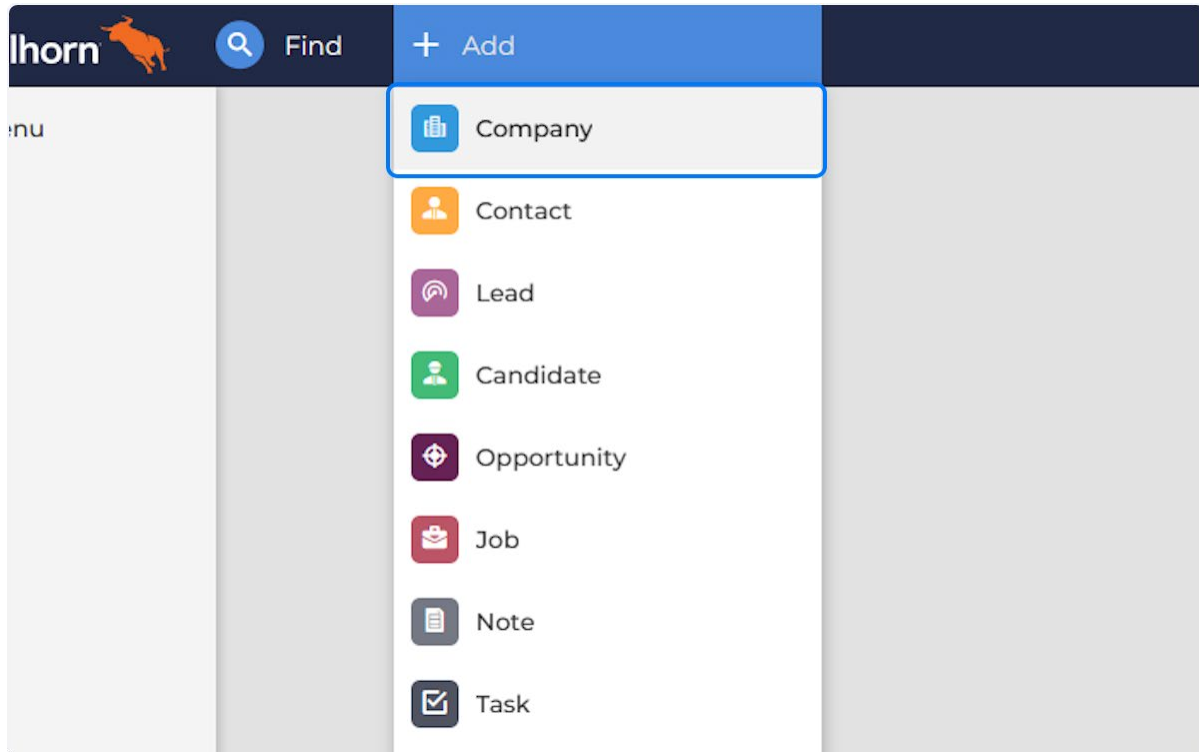 lhorn
Find
+ Add
enu
Company
Contact
Lead
Candidate
Opportunity
Job
Note
Task